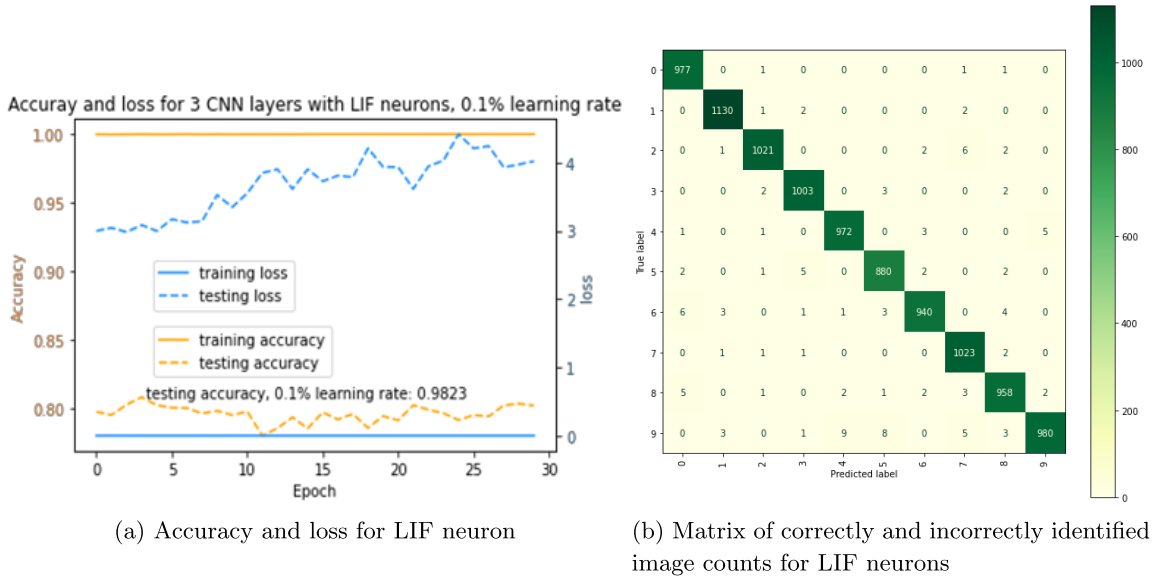 Accuray and loss for 3 CNN layers with LIF neurons, 0.1% learning rate
1.00
0.95
0.90
0.85
0.80
Accuracy
training loss
testing loss
training accuracy
testing accuracy
testing accuracy, 0.1% learning rate: 0.9823
4
3
2
1
0
loss
0 5 10 15 20 25 30
Epoch
(a) Accuracy and loss for LIF neuron
True label
0 977 0 1 0 0 0 0 1 1 0
1 0 1130 1 2 0 0 0 2 0 0
2 0 1 1021 0 0 0 2 6 2 0
3 0 0 2 1003 0 3 0 0 2 0
4 1 0 1 0 972 0 3 0 0 5
5 2 0 1 5 0 880 2 0 2 0
6 6 3 0 1 1 3 940 0 4 0
7 0 1 1 1 0 0 0 1023 2 0
8 5 0 1 0 2 1 2 3 958 2
9 0 3 0 1 9 8 0 5 3 980
0 1 2 3 4 5 6 7 8 9
Predicted label
1000
800
600
400
200
0
(b) Matrix of correctly and incorrectly identified
image counts for LIF neurons